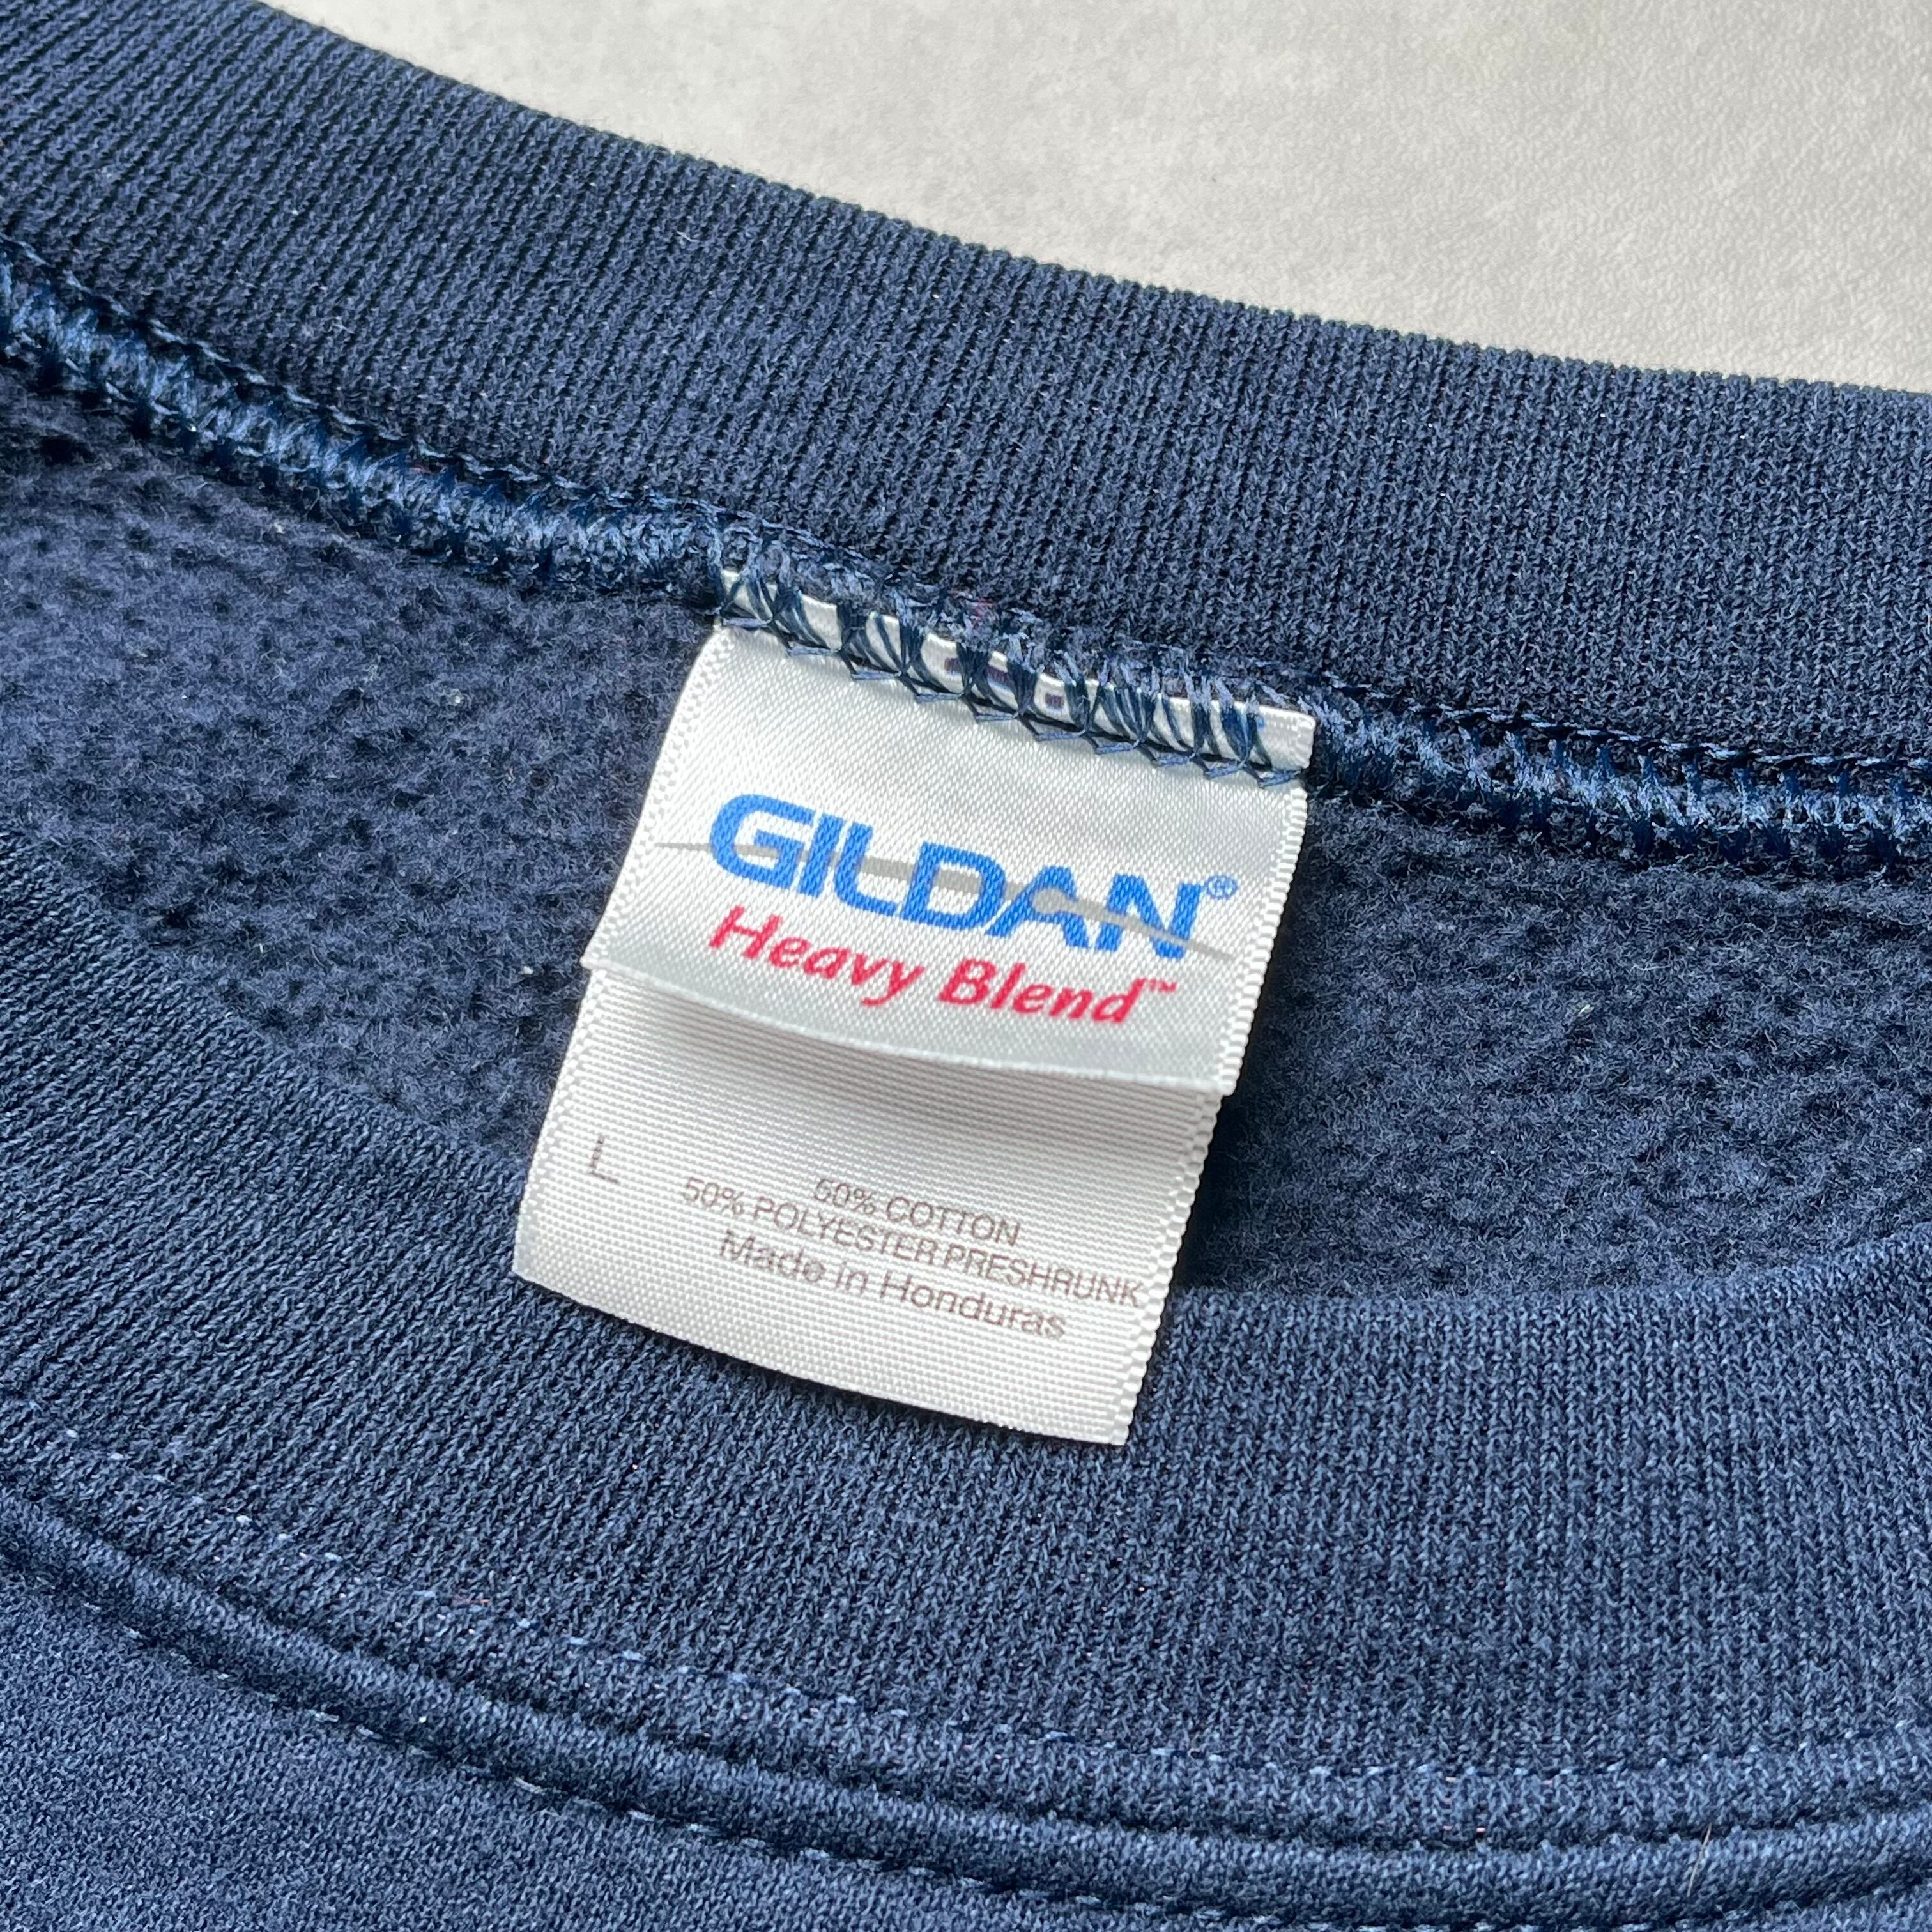 GILDAN®
Heavy Blend™
L
50% COTTON
50% POLYESTER PRESHRUNK
Made in Honduras